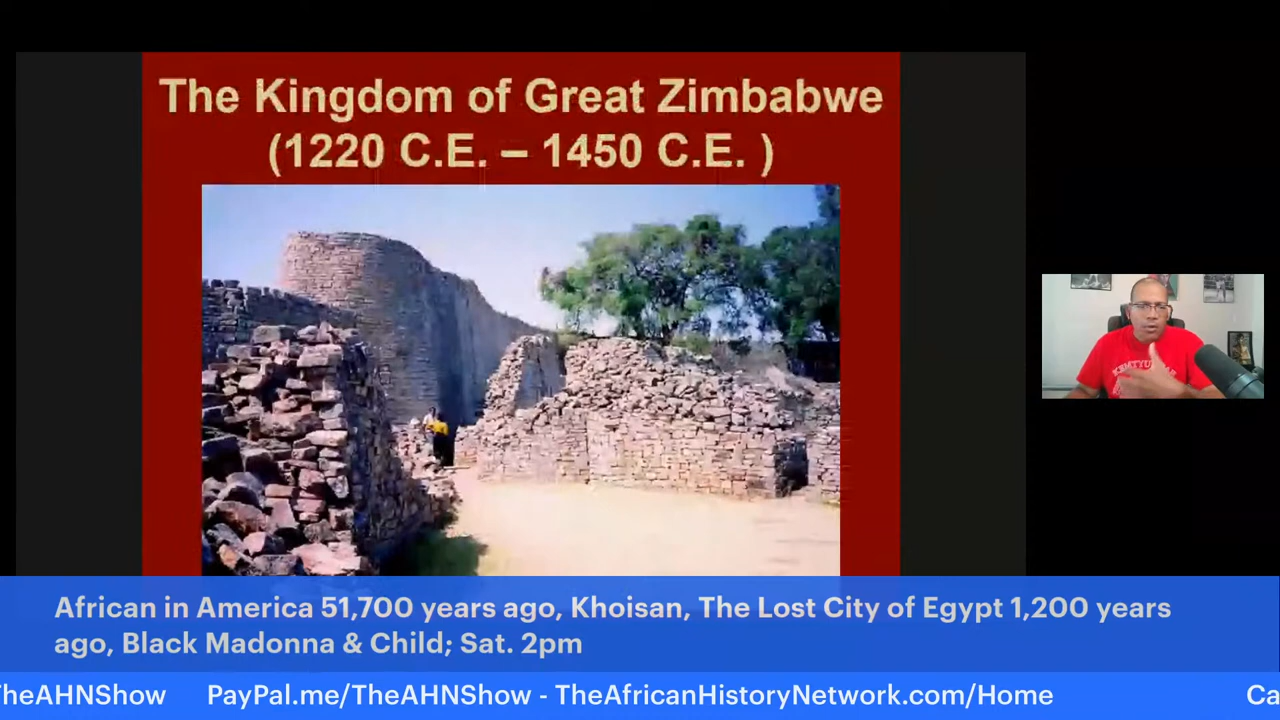 The Kingdom of Great Zimbabwe
(1220 C.E. – 1450 C.E. )
African in America 51,700 years ago, Khoisan, The Lost City of Egypt 1,200 years
ago, Black Madonna & Child; Sat. 2pm
TheAHNShow PayPal.me/TheAHNShow - TheAfricanHistoryNetwork.com/Home Ca